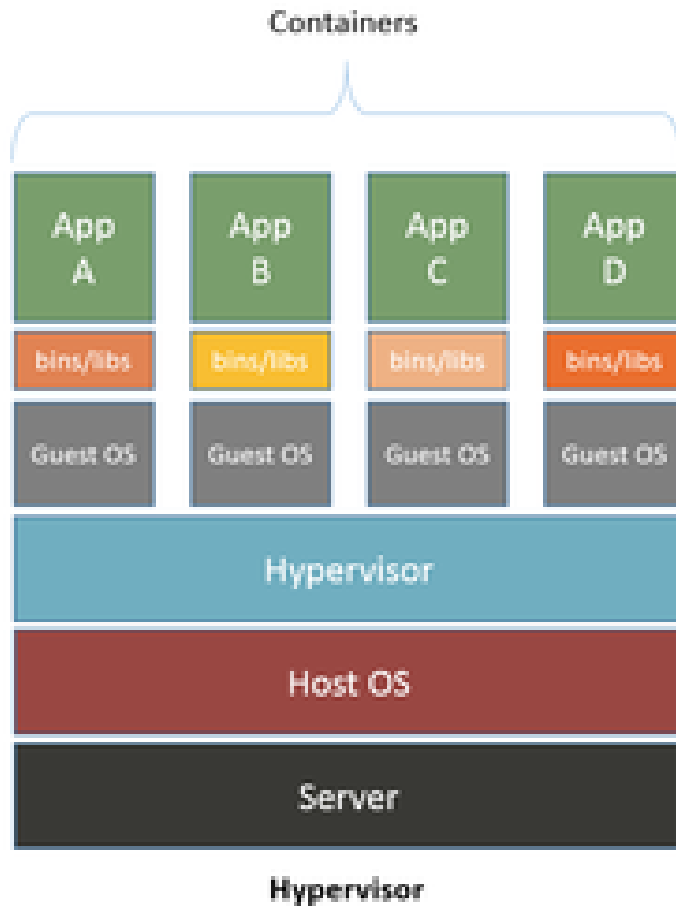 Containers
App
A
App
B
App
C
App
D
bins/libs
bins/libs
bins/libs
bins/libs
Guest OS
Guest OS
Guest OS
Guest OS
Hypervisor
Host OS
Server
Hypervisor